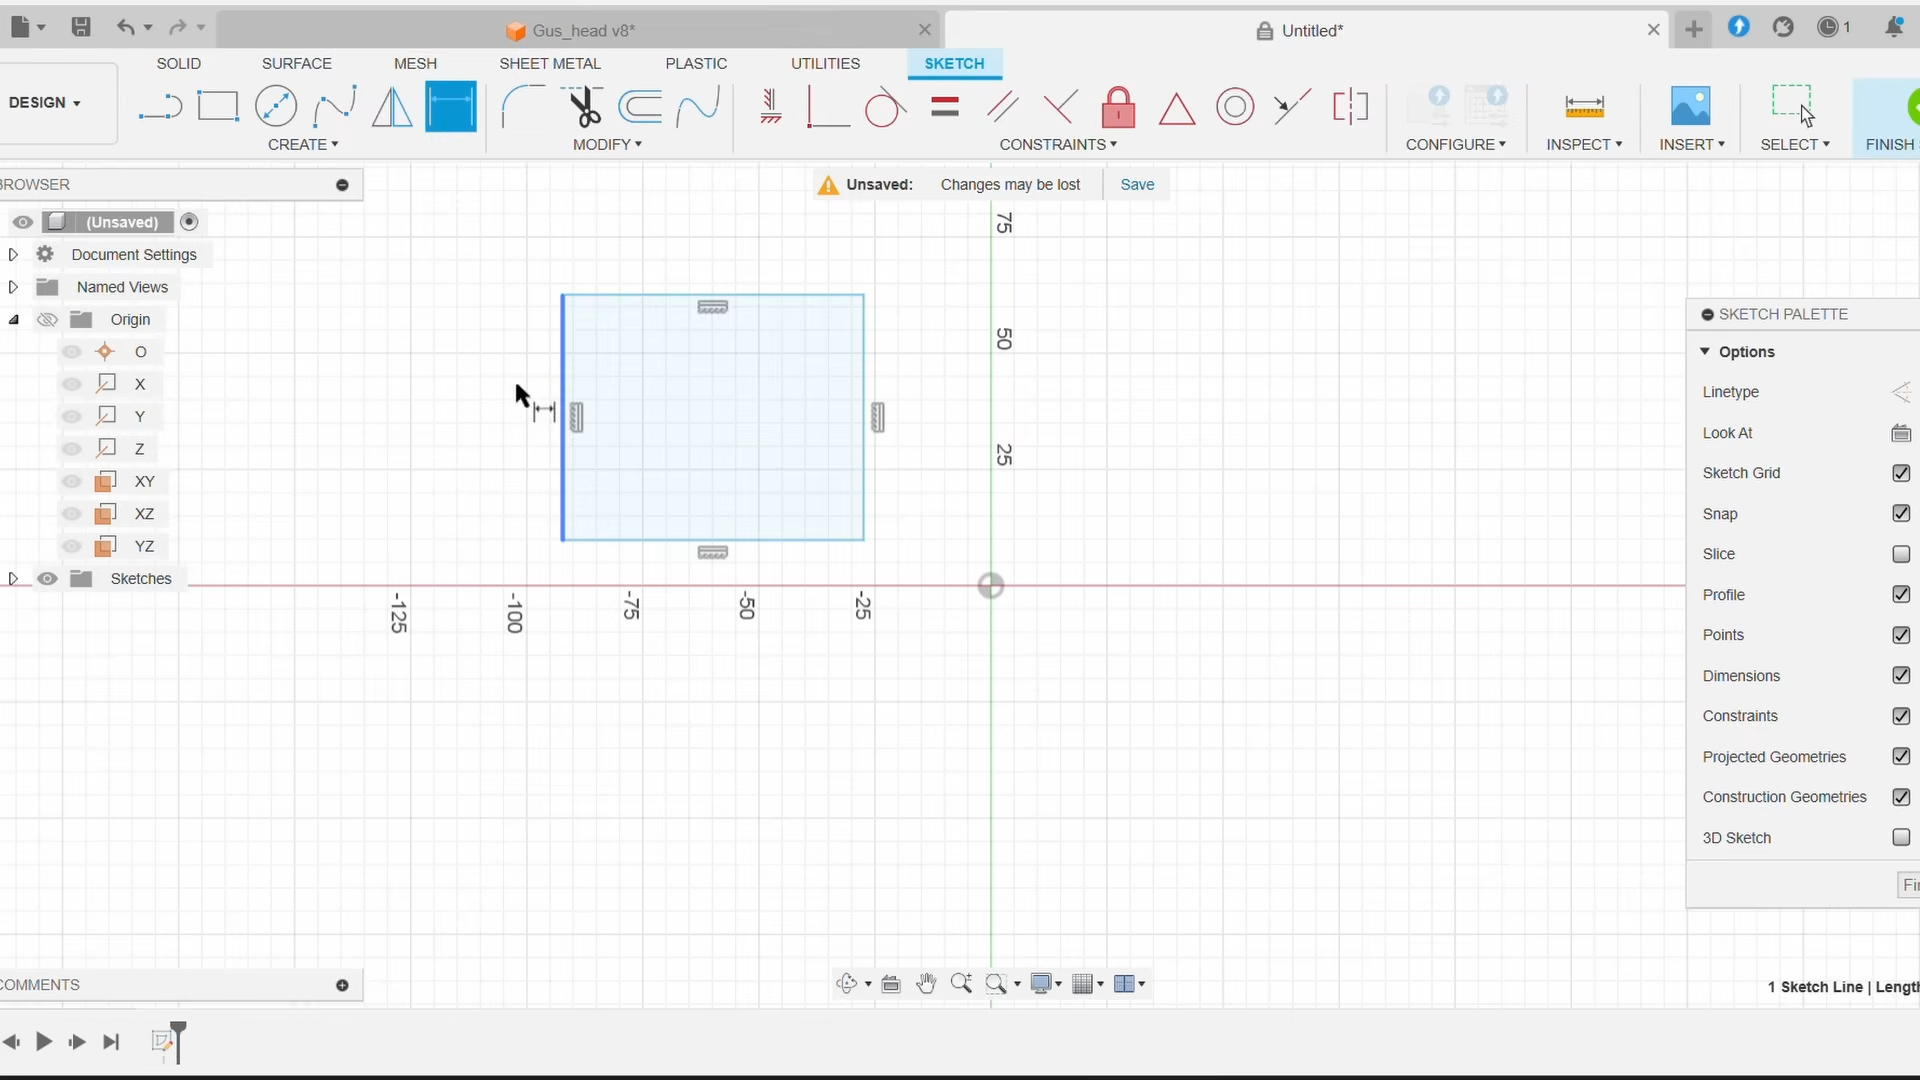 Gus_head v8*
Untitled*
1
SOLID
SURFACE
MESH
SHEET METAL
PLASTIC
UTILITIES
SKETCH
DESIGN
CREATE
MODIFY
CONSTRAINTS
CONFIGURE
INSPECT
INSERT
SELECT
FINISH
BROWSER
Unsaved: Changes may be lost Save
(Unsaved)
Document Settings
Named Views
Origin
O
X
Y
Z
XY
XZ
YZ
Sketches
75
50
25
-125
-100
-75
-50
-25
SKETCH PALETTE
Options
Linetype
Look At
Sketch Grid
Snap
Slice
Profile
Points
Dimensions
Constraints
Projected Geometries
Construction Geometries
3D Sketch
COMMENTS
1 Sketch Line | Length